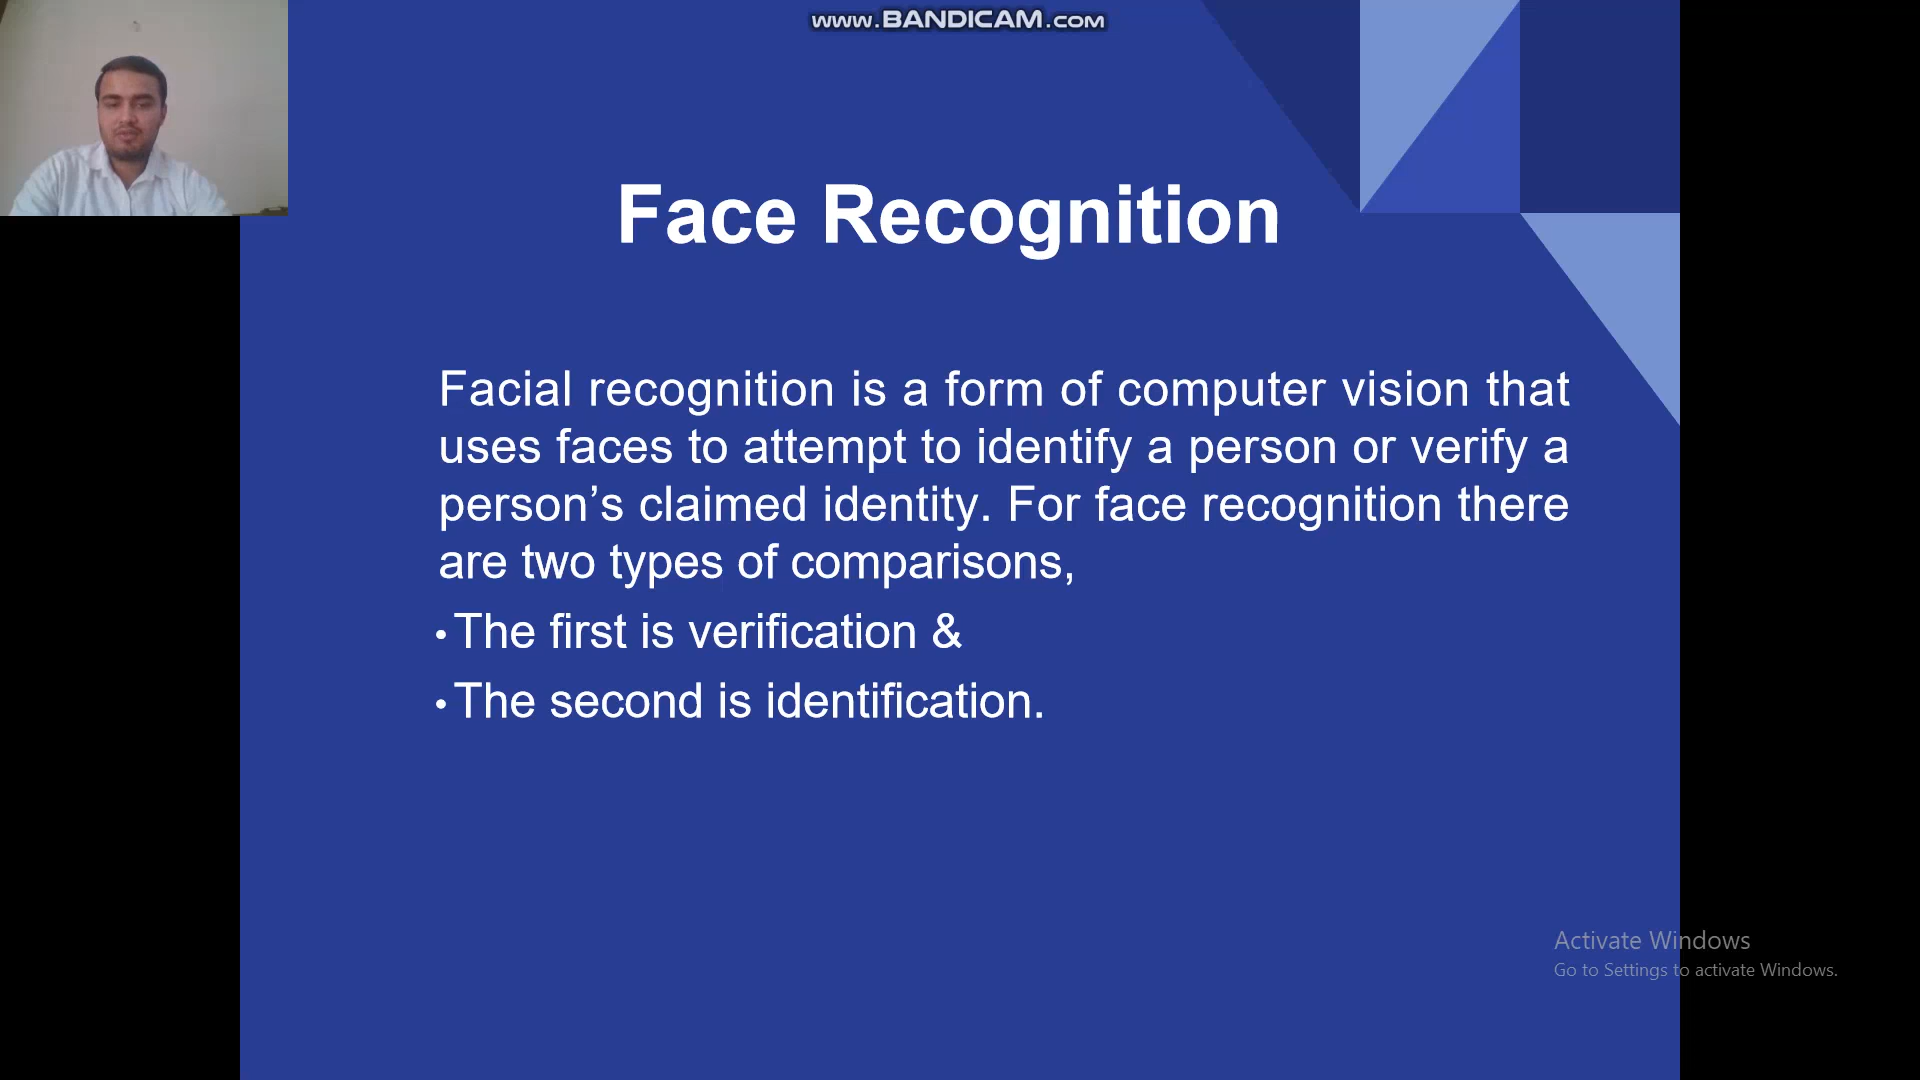 www.BANDICAM.com
Face Recognition
Facial recognition is a form of computer vision that
uses faces to attempt to identify a person or verify a
person’s claimed identity. For face recognition there
are two types of comparisons,
•The first is verification &
•The second is identification.
Activate Windows
Go to Settings to activate Windows.